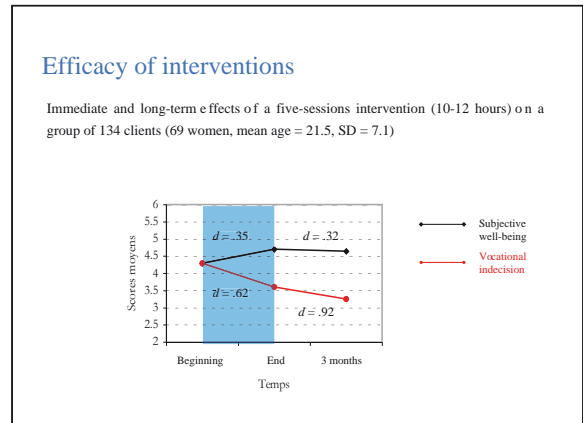 Efficacy of interventions
Immediate and long-term effects of a five-sessions intervention (10-12 hours) on a
group of 134 clients (69 women, mean age = 21.5, SD = 7.1)
6
5.5
5
4.5
4
3.5
3
2.5
2
Scores moyens
d = .35
d = .32
d = .62
d = .92
Beginning
End
3 months
Temps
Subjective
well-being
Vocational
indecision